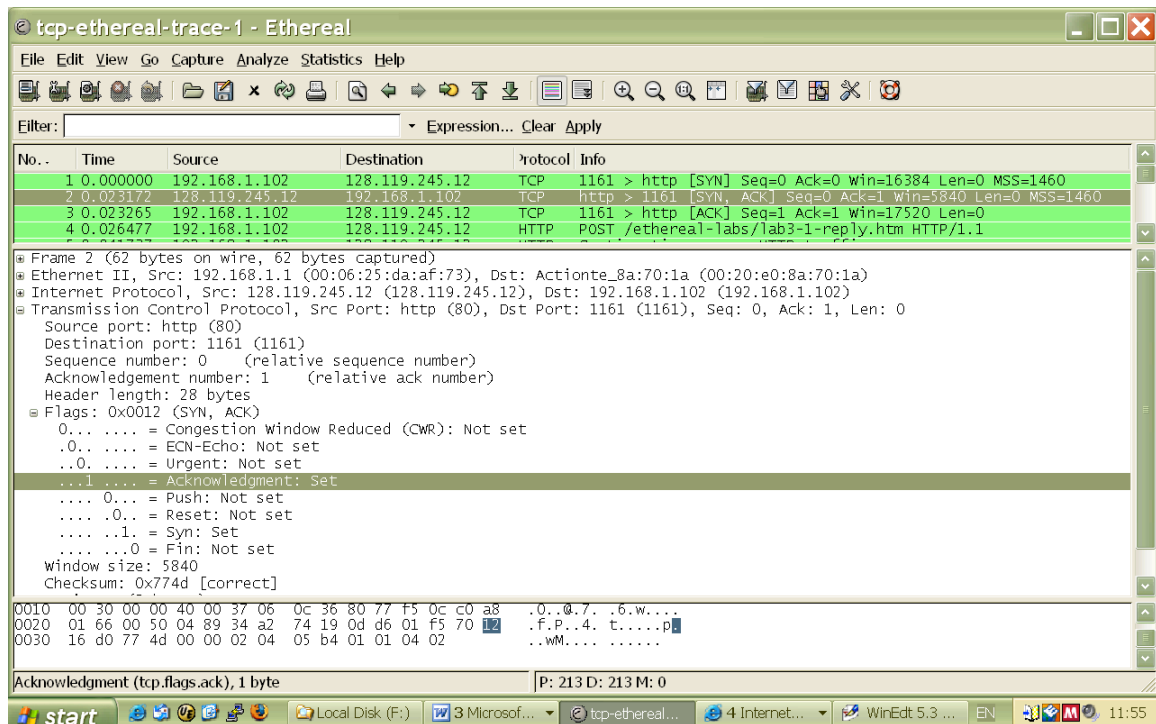 tcp-ethereal-trace-1 - Ethereal
File Edit View Go Capture Analyze Statistics Help
Filter: Expression... Clear Apply
No. . Time Source Destination Protocol Info
1 0.000000 192.168.1.102 128.119.245.12 TCP 1161 > http [SYN] Seq=0 Ack=0 Win=16384 Len=0 MSS=1460
2 0.023172 128.119.245.12 192.168.1.102 TCP http > 1161 [SYN, ACK] Seq=0 Ack=1 Win=5840 Len=0 MSS=1460
3 0.023265 192.168.1.102 128.119.245.12 TCP 1161 > http [ACK] Seq=1 Ack=1 Win=17520 Len=0
4 0.026477 192.168.1.102 128.119.245.12 HTTP POST /ethereal-labs/lab3-1-reply.htm HTTP/1.1
Frame 2 (62 bytes on wire, 62 bytes captured)
Ethernet II, Src: 192.168.1.1 (00:06:25:da:af:73), Dst: Actionte_8a:70:1a (00:20:e0:8a:70:1a)
Internet Protocol, Src: 128.119.245.12 (128.119.245.12), Dst: 192.168.1.102 (192.168.1.102)
Transmission Control Protocol, Src Port: http (80), Dst Port: 1161 (1161), Seq: 0, Ack: 1, Len: 0
Source port: http (80)
Destination port: 1161 (1161)
Sequence number: 0 (relative sequence number)
Acknowledgement number: 1 (relative ack number)
Header length: 28 bytes
Flags: 0x0012 (SYN, ACK)
0... .... = Congestion Window Reduced (CWR): Not set
.0.. .... = ECN-Echo: Not set
..0. .... = Urgent: Not set
...1 .... = Acknowledgment: Set
.... 0... = Push: Not set
.... .0.. = Reset: Not set
.... ..1. = Syn: Set
.... ...0 = Fin: Not set
Window size: 5840
Checksum: 0x774d [correct]
0010 00 30 00 00 40 00 37 06 0c 36 80 77 f5 0c c0 a8 .0..@.7. .6.w....
0020 01 66 00 50 04 89 34 a2 74 19 0d d6 01 f5 70 12 .f.P..4. t.....p.
0030 16 d0 77 4d 00 00 02 04 05 b4 01 01 04 02 ..wM.... ......
Acknowledgment (tcp.flags.ack), 1 byte P: 213 D: 213 M: 0
start Local Disk (F:) 3 Microsof... tcp-ethereal... 4 Internet... WinEdt 5.3 ... EN 11:55